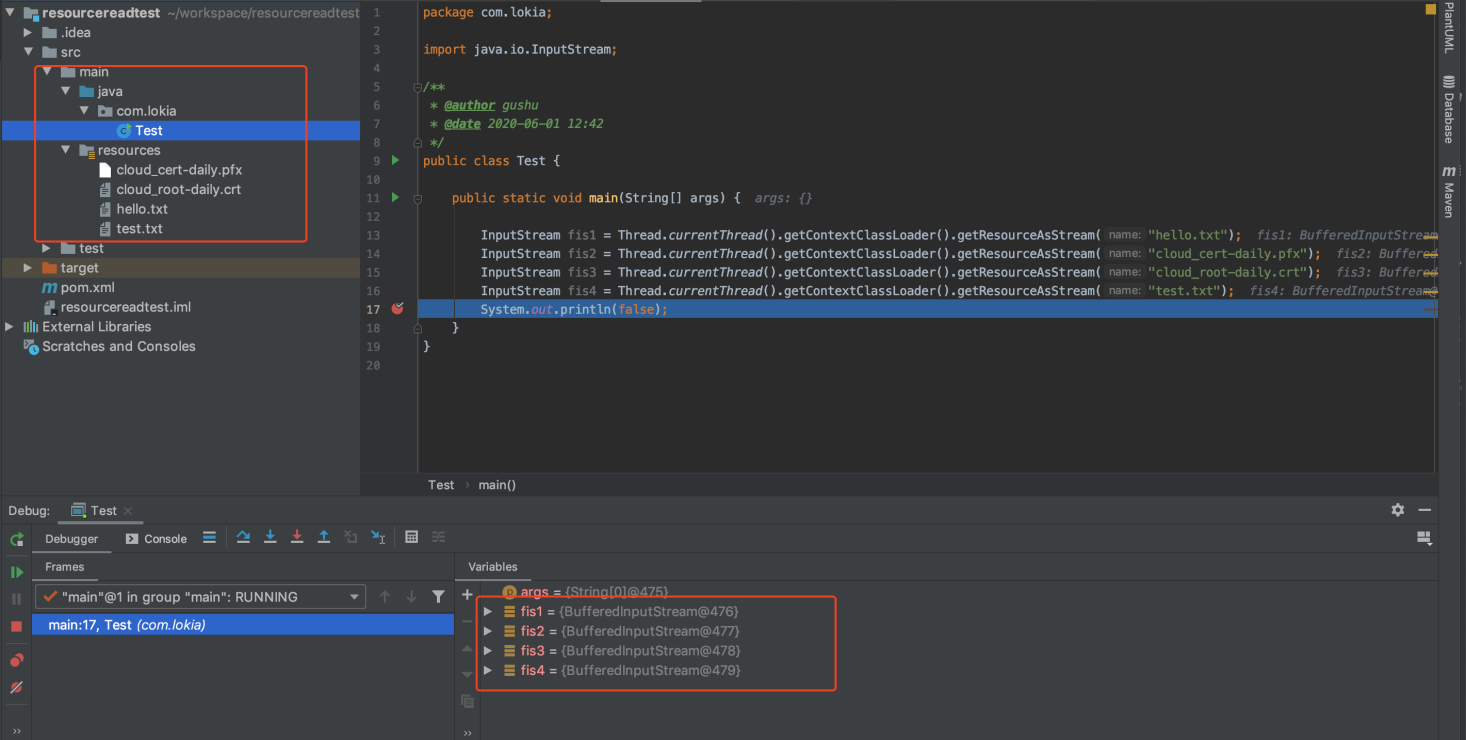 resourcereadtest ~/workspace/resourcereadtest
.idea
src
main
java
com.lokia
Test
resources
cloud_cert-daily.pfx
cloud_root-daily.crt
hello.txt
test.txt
test
target
pom.xml
resourcereadtest.iml
External Libraries
Scratches and Consoles
1 package com.lokia;
2
3 import java.io.InputStream;
4
5 /**
6 * @author gushu
7 * @date 2020-06-01 12:42
8 */
9 public class Test {
10
11 public static void main(String[] args) { args: {}
12
13 InputStream fis1 = Thread.currentThread().getContextClassLoader().getResourceAsStream( name: "hello.txt"); fis1: BufferedInputStream
14 InputStream fis2 = Thread.currentThread().getContextClassLoader().getResourceAsStream( name: "cloud_cert-daily.pfx"); fis2: Buffered
15 InputStream fis3 = Thread.currentThread().getContextClassLoader().getResourceAsStream( name: "cloud_root-daily.crt"); fis3: Buffered
16 InputStream fis4 = Thread.currentThread().getContextClassLoader().getResourceAsStream( name: "test.txt"); fis4: BufferedInputStream@
17 System.out.println(false);
18 }
19 }
20
Test › main()
PlantUML
Database
m Maven
Debug: Test
Debugger Console
Frames
"main"@1 in group "main": RUNNING
main:17, Test (com.lokia)
Variables
args = {String[0]@475}
fis1 = {BufferedInputStream@476}
fis2 = {BufferedInputStream@477}
fis3 = {BufferedInputStream@478}
fis4 = {BufferedInputStream@479}